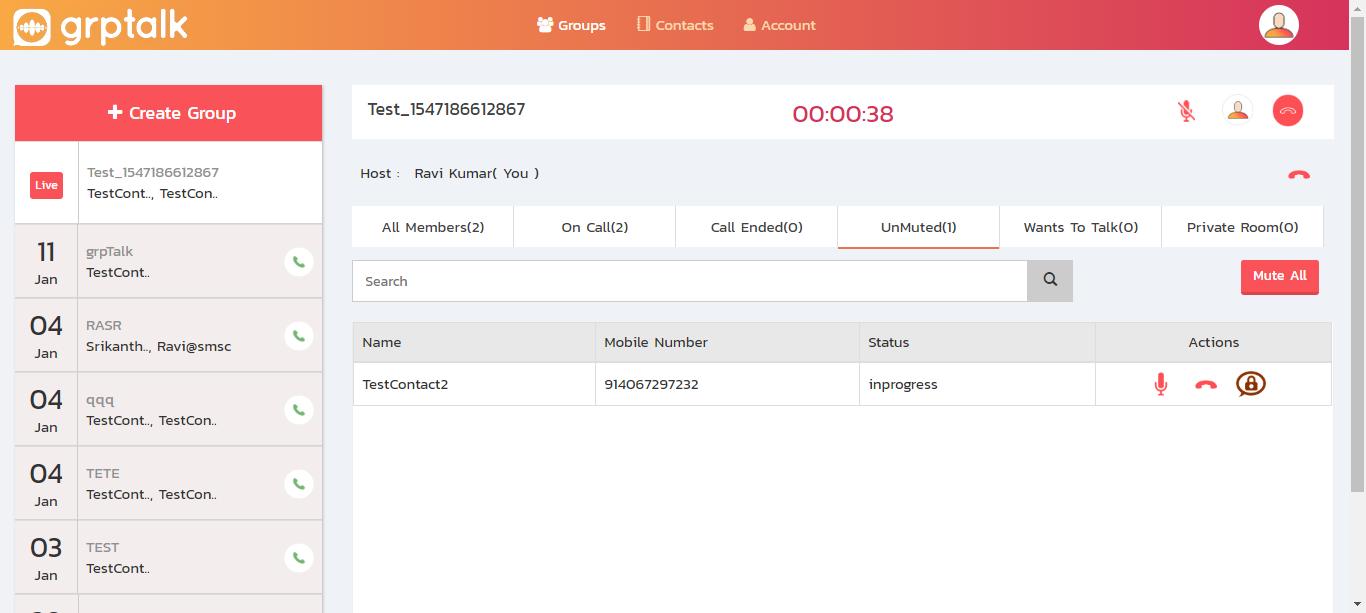 grptalk
Groups
Contacts
Account
Create Group
Live
Test_1547186612867
TestCont.., TestCon..
11
Jan
grpTalk
TestCont..
04
Jan
RASR
Srikanth.., Ravi@smsc
04
Jan
qqq
TestCont.., TestCon..
04
Jan
TETE
TestCont.., TestCon..
03
Jan
TEST
TestCont..
Test_1547186612867
00:00:38
Host : Ravi Kumar( You )
All Members(2)
On Call(2)
Call Ended(0)
UnMuted(1)
Wants To Talk(0)
Private Room(0)
Search
Mute All
Name
Mobile Number
Status
Actions
TestContact2
914067297232
inprogress